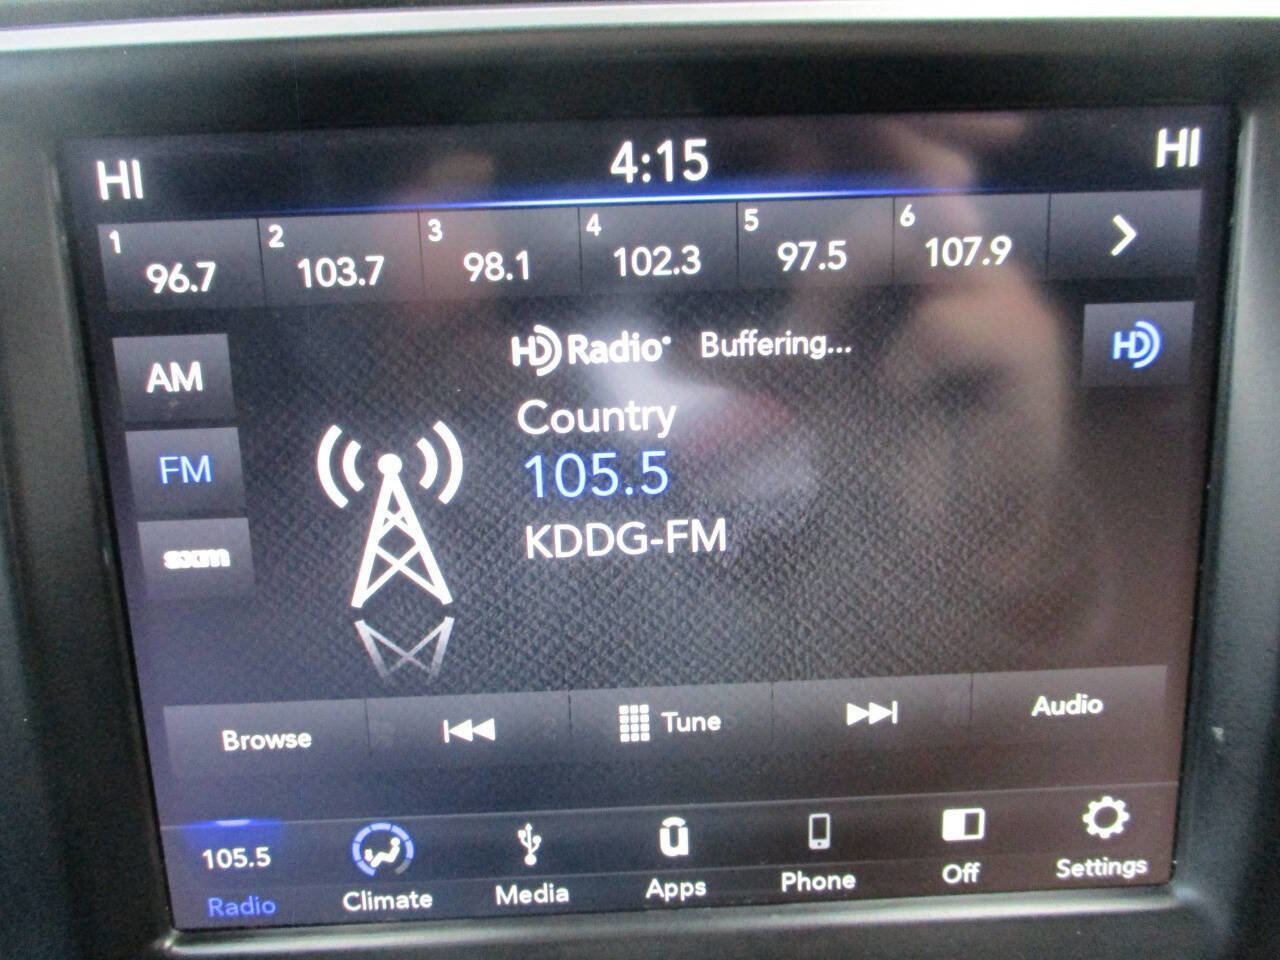 HI 4:15 HI
1 2 3 4 5 6
96.7 103.7 98.1 102.3 97.5 107.9
HD Radio Buffering... HD
AM
Country
FM 105.5
KDDG-FM
sxm
Browse Tune Audio
105.5
Radio Climate Media Apps Phone Off Settings